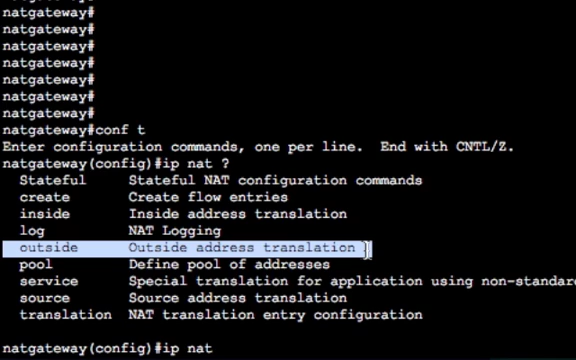 natgateway#
natgateway#
natgateway#
natgateway#
natgateway#
natgateway#
natgateway#
natgateway#conf t
Enter configuration commands, one per line.  End with CNTL/Z.
natgateway(config)#ip nat ?
  Stateful     Stateful NAT configuration commands
  create       Create flow entries
  inside       Inside address translation
  log          NAT Logging
  outside      Outside address translation
  pool         Define pool of addresses
  service      Special translation for application using non-standard
  source       Source address translation
  translation  NAT translation entry configuration

natgateway(config)#ip nat